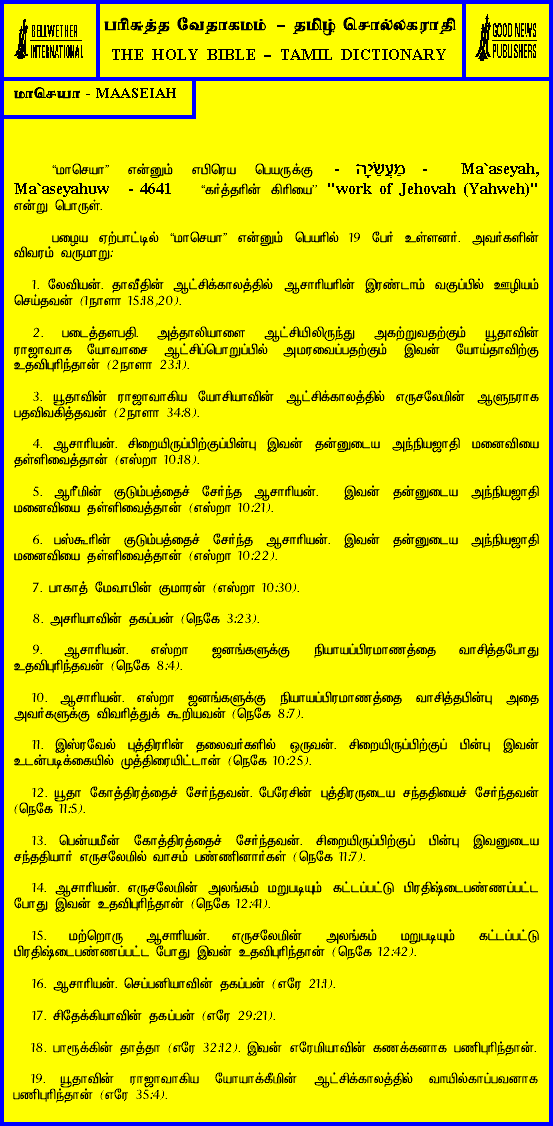 BELLWETHER
INTERNATIONAL
பரிசுத்த வேதாகமம் – தமிழ் சொல்லகராதி
THE HOLY BIBLE – TAMIL DICTIONARY
GOOD NEWS
PUBLISHERS
மாசெயா - MAASEIAH
“மாசெயா” என்னும் எபிரெய பெயருக்கு - מַעֲשֵׂיָה - Ma`aseyah,
Ma`aseyahuw - 4641 “கர்த்தரின் கிரியை” "work of Jehovah (Yahweh)"
என்று பொருள்.
பழைய ஏற்பாட்டில் “மாசெயா” என்னும் பெயரில் 19 பேர் உள்ளனர். அவர்களின்
விவரம் வருமாறு:
1. லேவியன். தாவீதின் ஆட்சிக்காலத்தில் ஆசாரியரின் இரண்டாம் வகுப்பில் ஊழியம்
செய்தவன் (1நாளா 15:18,20).
2. படைத்தளபதி. அத்தாலியாளை ஆட்சியிலிருந்து அகற்றுவதற்கும் யூதாவின்
ராஜாவாக யோவாசை ஆட்சிப்பொறுப்பில் அமரவைப்பதற்கும் இவன் யோய்தாவிற்கு
உதவிபுரிந்தான் (2நாளா 23:1).
3. யூதாவின் ராஜாவாகிய யோசியாவின் ஆட்சிக்காலத்தில் எருசலேமின் ஆளுநராக
பதவிவகித்தவன் (2நாளா 34:8).
4. ஆசாரியன். சிறையிருப்பிற்குப்பின்பு இவன் தன்னுடைய அந்நியஜாதி மனைவியை
தள்ளிவைத்தான் (எஸ்றா 10:18).
5. ஆரீமின் குடும்பத்தைச் சேர்ந்த ஆசாரியன். இவன் தன்னுடைய அந்நியஜாதி
மனைவியை தள்ளிவைத்தான் (எஸ்றா 10:21).
6. பஸ்கூரின் குடும்பத்தைச் சேர்ந்த ஆசாரியன். இவன் தன்னுடைய அந்நியஜாதி
மனைவியை தள்ளிவைத்தான் (எஸ்றா 10:22).
7. பாகாத் மேவாபின் குமாரன் (எஸ்றா 10:30).
8. அசரியாவின் தகப்பன் (நெகே 3:23).
9. ஆசாரியன். எஸ்றா ஜனங்களுக்கு நியாயப்பிரமாணத்தை வாசித்தபோது
உதவிபுரிந்தவன் (நெகே 8:4).
10. ஆசாரியன். எஸ்றா ஜனங்களுக்கு நியாயப்பிரமாணத்தை வாசித்தபின்பு அதை
அவர்களுக்கு விவரித்துக் கூறியவன் (நெகே 8:7).
11. இஸ்ரவேல் புத்திரரின் தலைவர்களில் ஒருவன். சிறையிருப்பிற்குப் பின்பு இவன்
உடன்படிக்கையில் முத்திரையிட்டான் (நெகே 10:25).
12. யூதா கோத்திரத்தைச் சேர்ந்தவன். பேரேசின் புத்திரருடைய சந்ததியைச் சேர்ந்தவன்
(நெகே 11:5).
13. பென்யமீன் கோத்திரத்தைச் சேர்ந்தவன். சிறையிருப்பிற்குப் பின்பு இவனுடைய
சந்ததியார் எருசலேமில் வாசம் பண்ணினார்கள் (நெகே 11:7).
14. ஆசாரியன். எருசலேமின் அலங்கம் மறுபடியும் கட்டப்பட்டு பிரதிஷ்டைபண்ணப்பட்ட
போது இவன் உதவிபுரிந்தான் (நெகே 12:41).
15. மற்றொரு ஆசாரியன். எருசலேமின் அலங்கம் மறுபடியும் கட்டப்பட்டு
பிரதிஷ்டைபண்ணப்பட்ட போது இவன் உதவிபுரிந்தான் (நெகே 12:42).
16. ஆசாரியன். செப்பனியாவின் தகப்பன் (எரே 21:1).
17. சிதேக்கியாவின் தகப்பன் (எரே 29:21).
18. பாரூக்கின் தாத்தா (எரே 32:12). இவன் எரேமியாவின் கணக்கனாக பணிபுரிந்தான்.
19. யூதாவின் ராஜாவாகிய யோயாக்கீமின் ஆட்சிக்காலத்தில் வாயில்காப்பவனாக
பணிபுரிந்தான் (எரே 35:4).